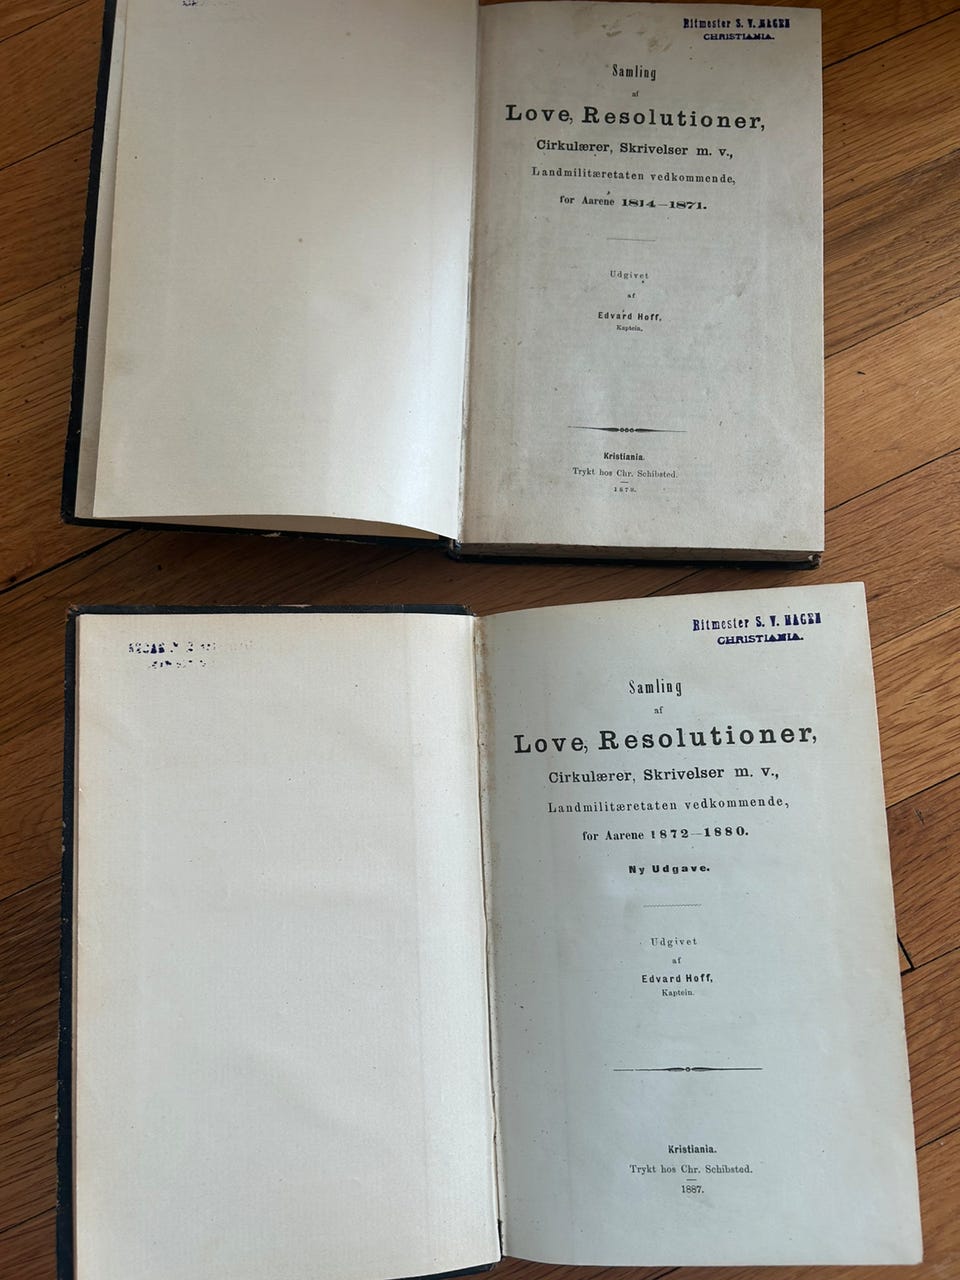 Ritmester S. V. HAGEN
CHRISTIANIA.
Samling
af
Love, Resolutioner,
Cirkulærer, Skrivelser m. v.,
Landmilitæretaten vedkommende,
for Aarene 1814—1871.
Udgivet
af
Edvard Hoff,
Kaptein.
Kristiania.
Trykt hos Chr. Schibsted.
Ritmester S. V. HAGEN
CHRISTIANIA.
Samling
af
Love, Resolutioner,
Cirkulærer, Skrivelser m. v.,
Landmilitæretaten vedkommende,
for Aarene 1872—1880.
Ny Udgave.
Udgivet
af
Edvard Hoff,
Kaptein.
Kristiania.
Trykt hos Chr. Schibsted.
1887.